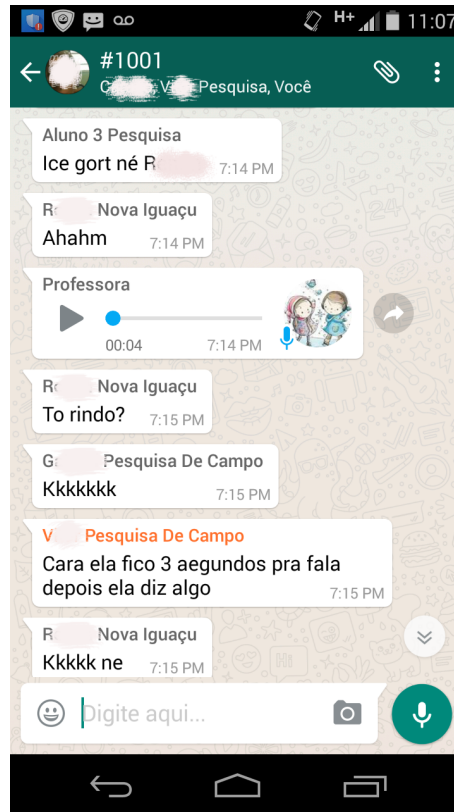 H+ 11:07
#1001
Pesquisa, Você
Aluno 3 Pesquisa
Ice gort né R
7:14 PM
R Nova Iguaçu
Ahahm
7:14 PM
Professora
00:04
7:14 PM
R Nova Iguaçu
To rindo?
7:15 PM
G Pesquisa De Campo
Kkkkkkk
7:15 PM
V Pesquisa De Campo
Cara ela fico 3 aegundos pra fala
depois ela diz algo
7:15 PM
R Nova Iguaçu
Kkkkk ne
7:15 PM
Digite aqui...